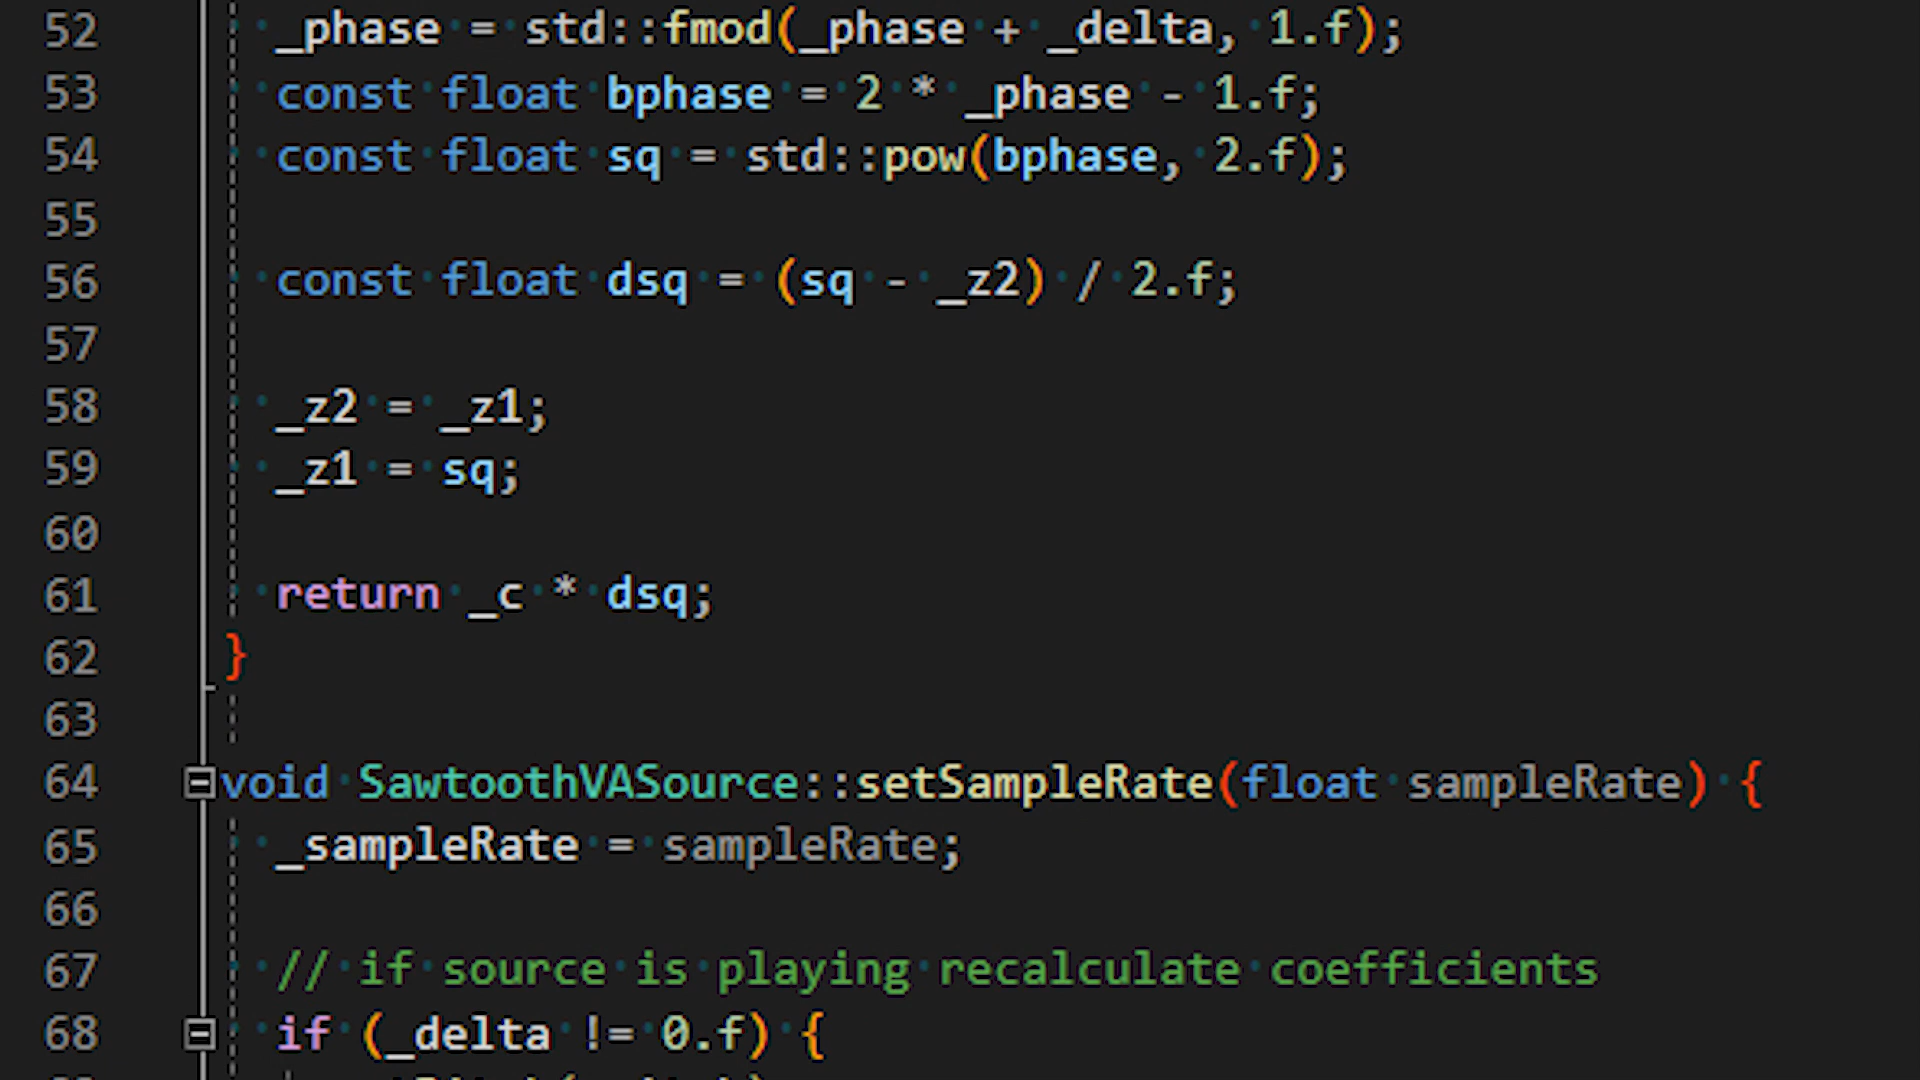 52 _phase = std::fmod(_phase + _delta, 1.f);
53 const float bphase = 2 * _phase - 1.f;
54 const float sq = std::pow(bphase, 2.f);
55
56 const float dsq = (sq - _z2) / 2.f;
57
58 _z2 = _z1;
59 _z1 = sq;
60
61 return _c * dsq;
62 }
63
64 void SawtoothVASource::setSampleRate(float sampleRate) {
65 _sampleRate = sampleRate;
66
67 // if source is playing recalculate coefficients
68 if (_delta != 0.f) {